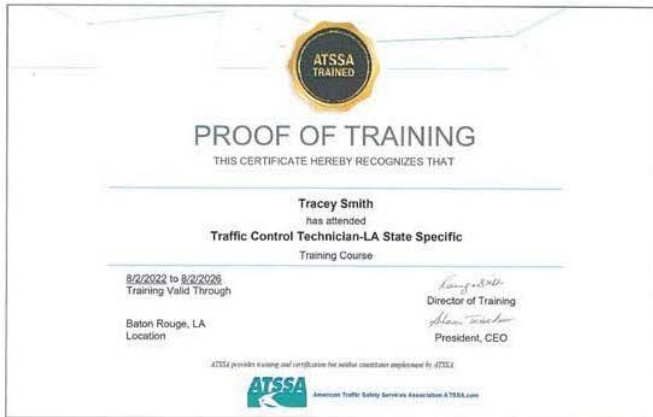 ATSSA
TRAINED
PROOF OF TRAINING
THIS CERTIFICATE HEREBY RECOGNIZES THAT
Tracey Smith
has attended
Traffic Control Technician-LA State Specific
Training Course
8/2/2022 to 8/2/2026
Training Valid Through
Director of Training
Baton Rouge, LA
Location
President, CEO
ATSSA provides training and certification but neither constitutes employment by ATSSA.
ATSSA American Traffic Safety Services Association-ATSSA.com